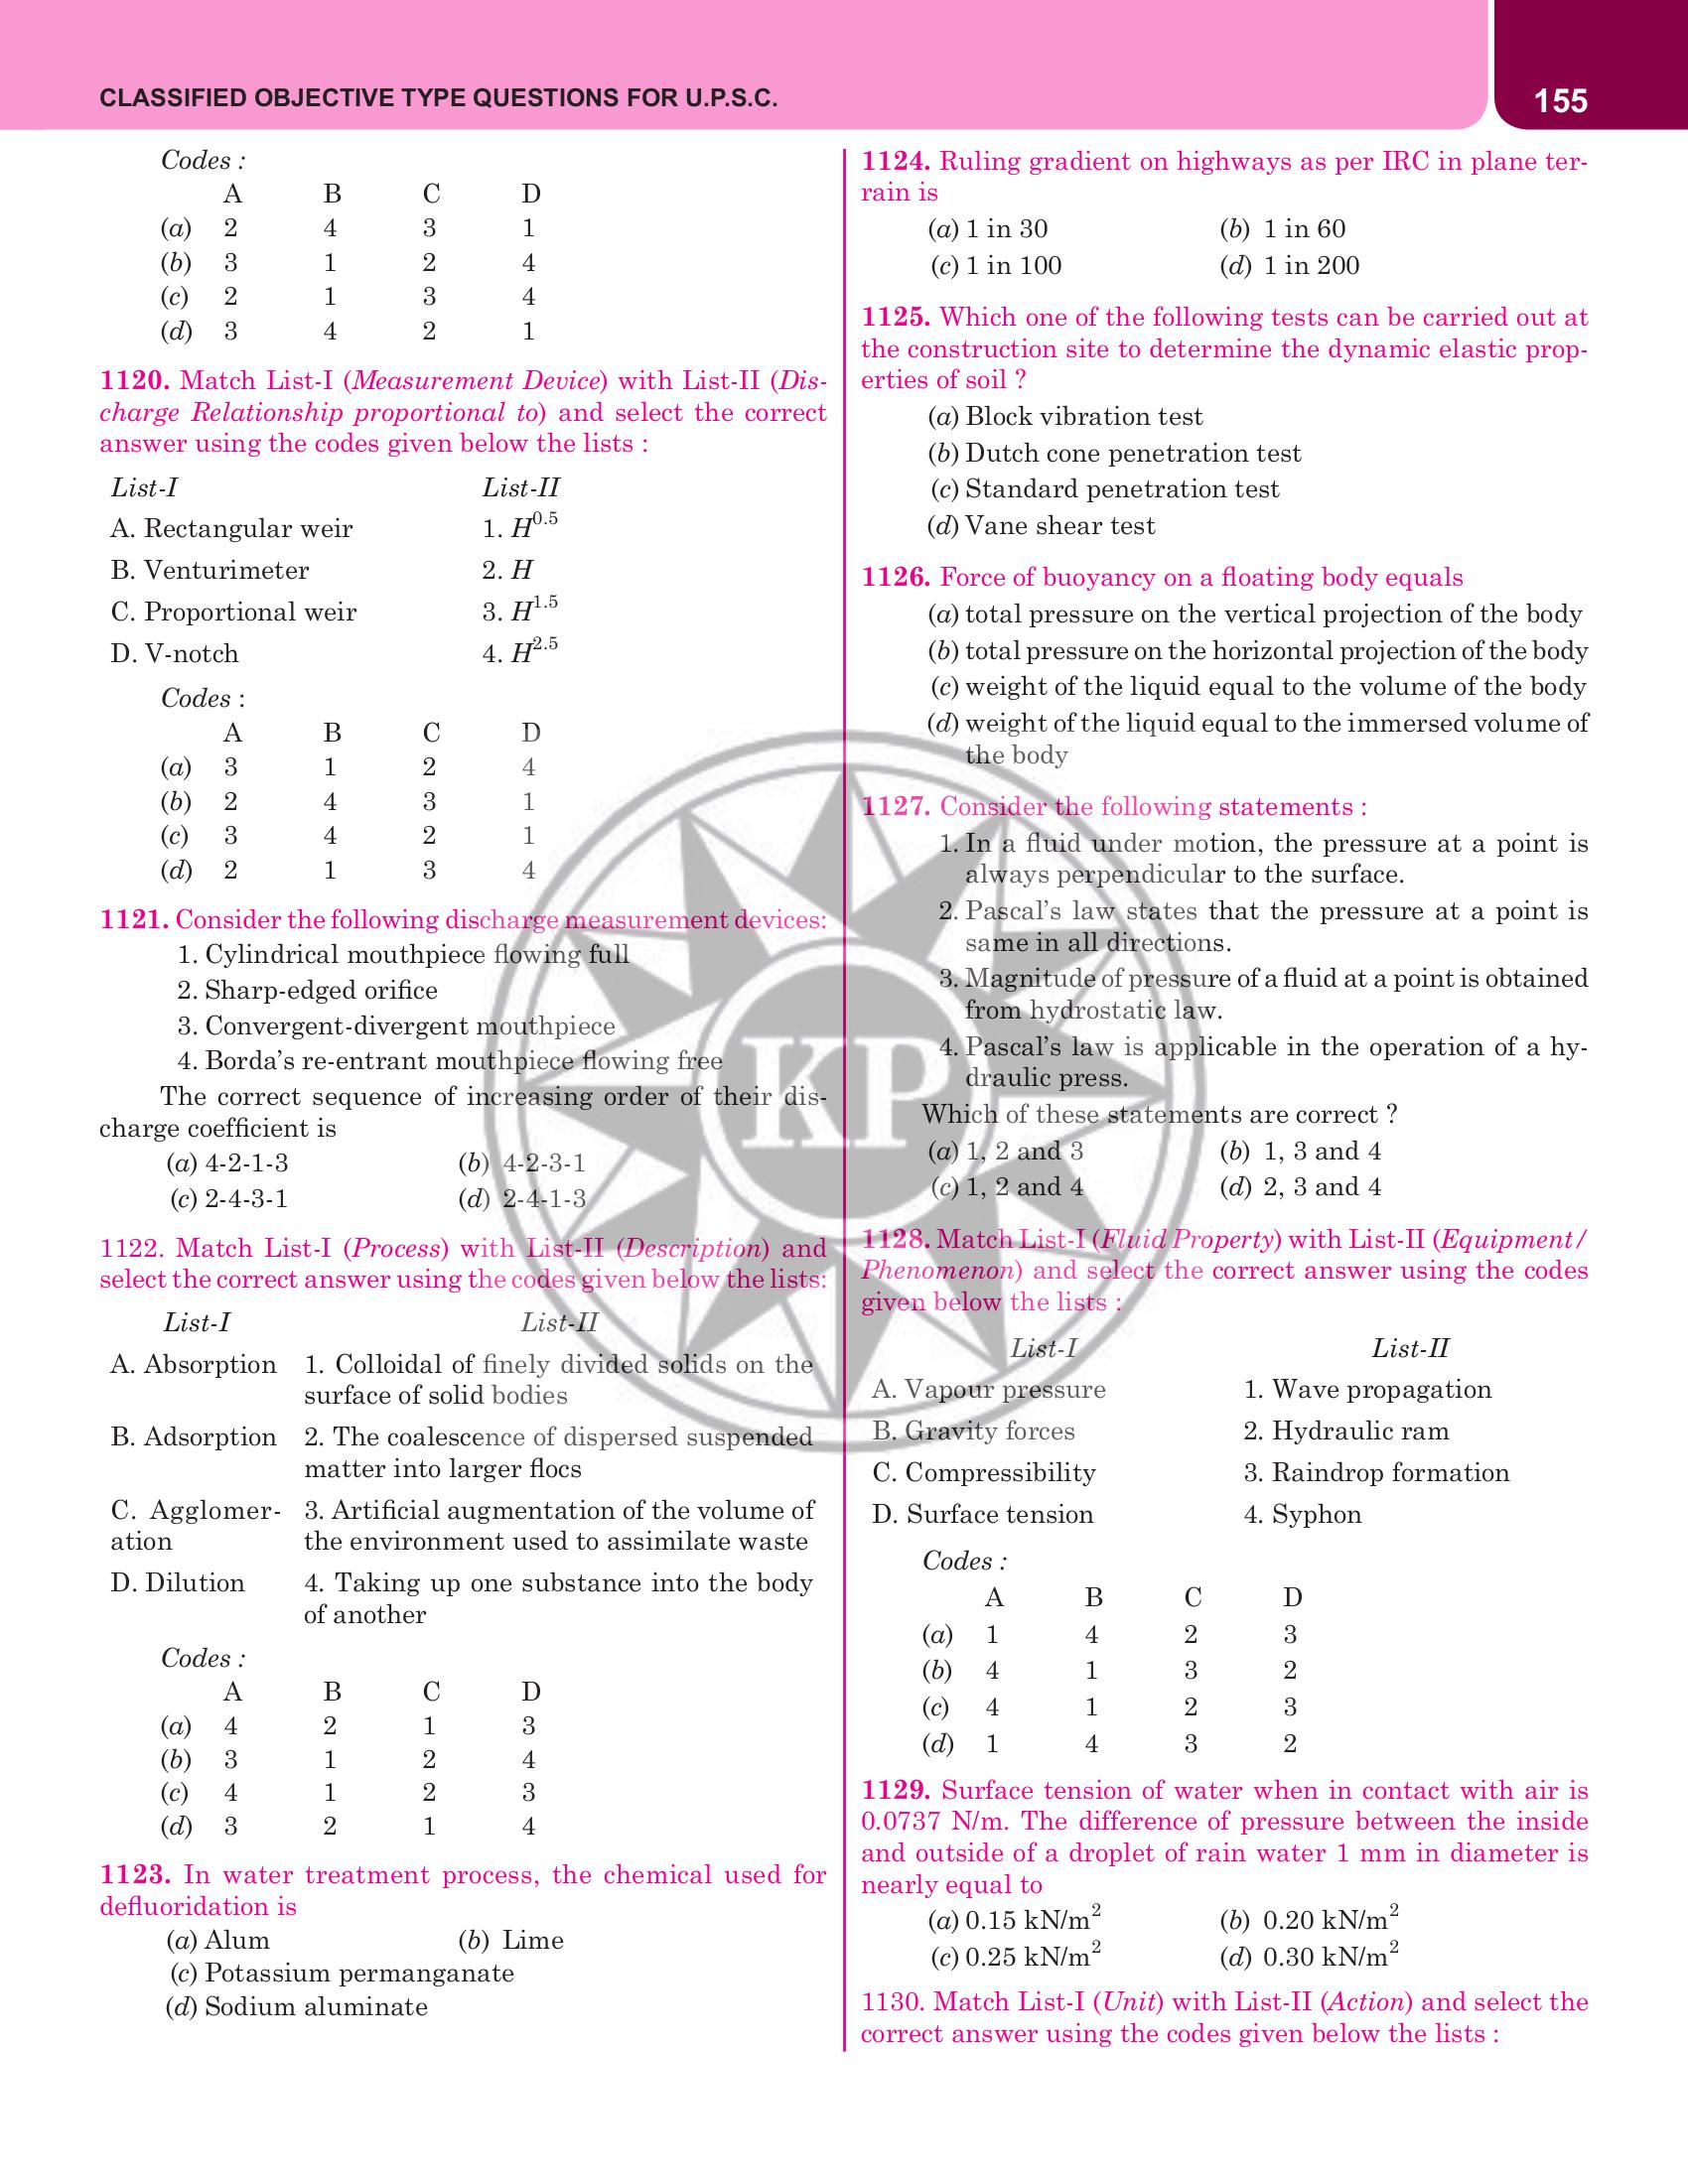 CLASSIFIED OBJECTIVE TYPE QUESTIONS FOR U.P.S.C.
155
Codes :
A B C D
(a) 2 4 3 1
(b) 3 1 2 4
(c) 2 1 3 4
(d) 3 4 2 1
1120. Match List-I (Measurement Device) with List-II (Dis-
charge Relationship proportional to) and select the correct
answer using the codes given below the lists :
List-I List-II
A. Rectangular weir 1. H^0.5
B. Venturimeter 2. H
C. Proportional weir 3. H^1.5
D. V-notch 4. H^2.5
Codes :
A B C D
(a) 3 1 2 4
(b) 2 4 3 1
(c) 3 4 2 1
(d) 2 1 3 4
1121. Consider the following discharge measurement devices:
1. Cylindrical mouthpiece flowing full
2. Sharp-edged orifice
3. Convergent-divergent mouthpiece
4. Borda's re-entrant mouthpiece flowing free
The correct sequence of increasing order of their dis-
charge coefficient is
(a) 4-2-1-3 (b) 4-2-3-1
(c) 2-4-3-1 (d) 2-4-1-3
1122. Match List-I (Process) with List-II (Description) and
select the correct answer using the codes given below the lists:
List-I List-II
A. Absorption 1. Colloidal of finely divided solids on the
surface of solid bodies
B. Adsorption 2. The coalescence of dispersed suspended
matter into larger flocs
C. Agglomer- 3. Artificial augmentation of the volume of
ation the environment used to assimilate waste
D. Dilution 4. Taking up one substance into the body
of another
Codes :
A B C D
(a) 4 2 1 3
(b) 3 1 2 4
(c) 4 1 2 3
(d) 3 2 1 4
1123. In water treatment process, the chemical used for
defluoridation is
(a) Alum (b) Lime
(c) Potassium permanganate
(d) Sodium aluminate
1124. Ruling gradient on highways as per IRC in plane ter-
rain is
(a) 1 in 30 (b) 1 in 60
(c) 1 in 100 (d) 1 in 200
1125. Which one of the following tests can be carried out at
the construction site to determine the dynamic elastic prop-
erties of soil ?
(a) Block vibration test
(b) Dutch cone penetration test
(c) Standard penetration test
(d) Vane shear test
1126. Force of buoyancy on a floating body equals
(a) total pressure on the vertical projection of the body
(b) total pressure on the horizontal projection of the body
(c) weight of the liquid equal to the volume of the body
(d) weight of the liquid equal to the immersed volume of
the body
1127. Consider the following statements :
1. In a fluid under motion, the pressure at a point is
always perpendicular to the surface.
2. Pascal's law states that the pressure at a point is
same in all directions.
3. Magnitude of pressure of a fluid at a point is obtained
from hydrostatic law.
4. Pascal's law is applicable in the operation of a hy-
draulic press.
Which of these statements are correct ?
(a) 1, 2 and 3 (b) 1, 3 and 4
(c) 1, 2 and 4 (d) 2, 3 and 4
1128. Match List-I (Fluid Property) with List-II (Equipment/
Phenomenon) and select the correct answer using the codes
given below the lists :
List-I List-II
A. Vapour pressure 1. Wave propagation
B. Gravity forces 2. Hydraulic ram
C. Compressibility 3. Raindrop formation
D. Surface tension 4. Syphon
Codes :
A B C D
(a) 1 4 2 3
(b) 4 1 3 2
(c) 4 1 2 3
(d) 1 4 3 2
1129. Surface tension of water when in contact with air is
0.0737 N/m. The difference of pressure between the inside
and outside of a droplet of rain water 1 mm in diameter is
nearly equal to
(a) 0.15 kN/m² (b) 0.20 kN/m²
(c) 0.25 kN/m² (d) 0.30 kN/m²
1130. Match List-I (Unit) with List-II (Action) and select the
correct answer using the codes given below the lists :
KP